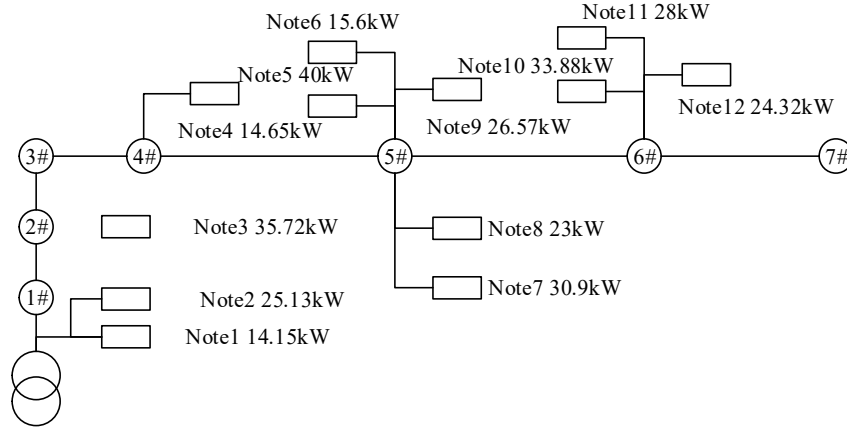 Note11 28kW
Note6 15.6kW
Note10 33.88kW
Note5 40kW
Note12 24.32kW
Note4 14.65kW
Note9 26.57kW
3#
4#
5#
6#
7#
2#
Note3 35.72kW
Note8 23kW
Note7 30.9kW
1#
Note2 25.13kW
Note1 14.15kW